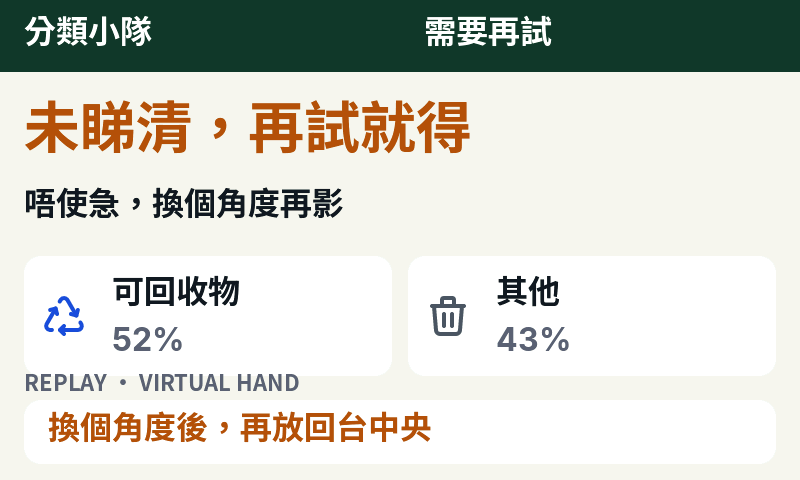 分類小隊
需要再試
未睇清，再試就得
唔使急，換個角度再影
可回收物
52%
其他
43%
REPLAY • VIRTUAL HAND
換個角度後，再放回台中央